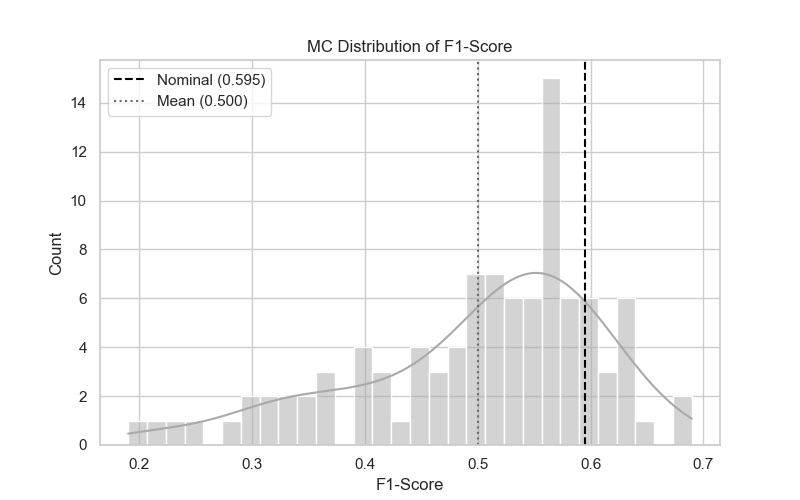 MC Distribution of F1-Score
Nominal (0.595)
Mean (0.500)
Count
14
12
10
8
6
4
2
0
0.2 0.3 0.4 0.5 0.6 0.7
F1-Score